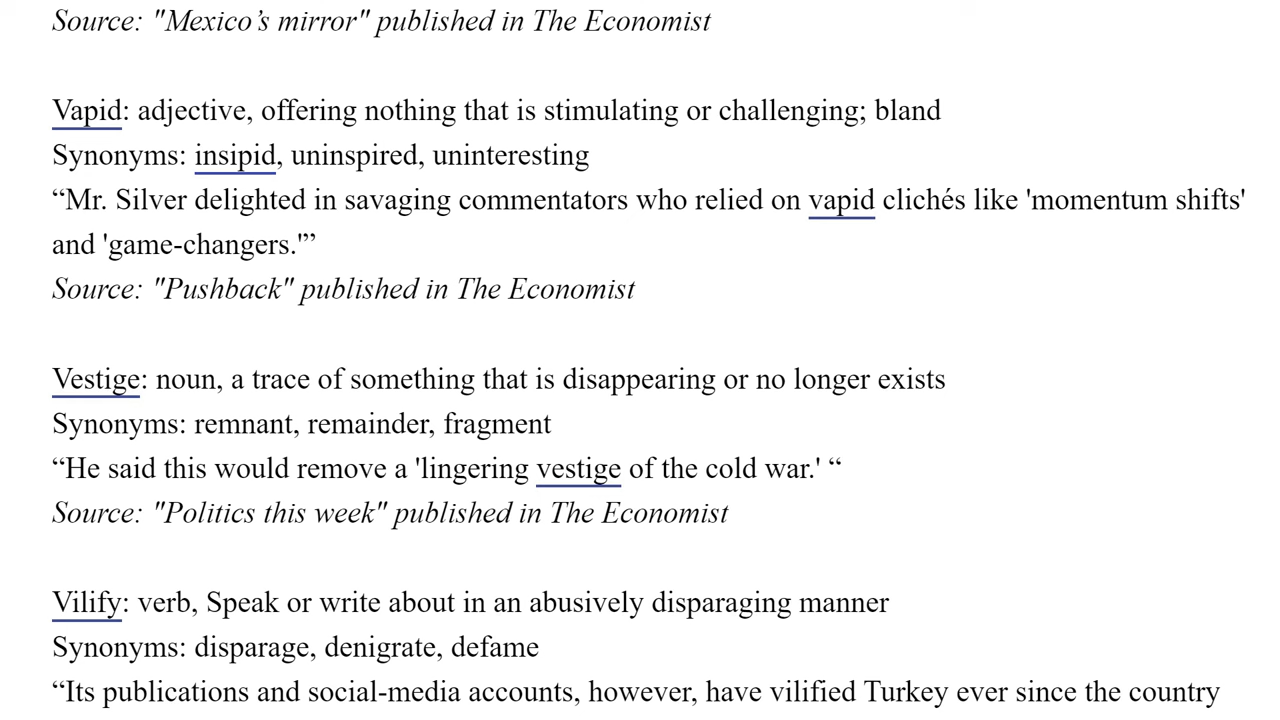 Source: "Mexico’s mirror" published in The Economist
Vapid: adjective, offering nothing that is stimulating or challenging; bland
Synonyms: insipid, uninspired, uninteresting
“Mr. Silver delighted in savaging commentators who relied on vapid clichés like 'momentum shifts'
and 'game-changers.'”
Source: "Pushback" published in The Economist
Vestige: noun, a trace of something that is disappearing or no longer exists
Synonyms: remnant, remainder, fragment
“He said this would remove a 'lingering vestige of the cold war.' “
Source: "Politics this week" published in The Economist
Vilify: verb, Speak or write about in an abusively disparaging manner
Synonyms: disparage, denigrate, defame
“Its publications and social-media accounts, however, have vilified Turkey ever since the country